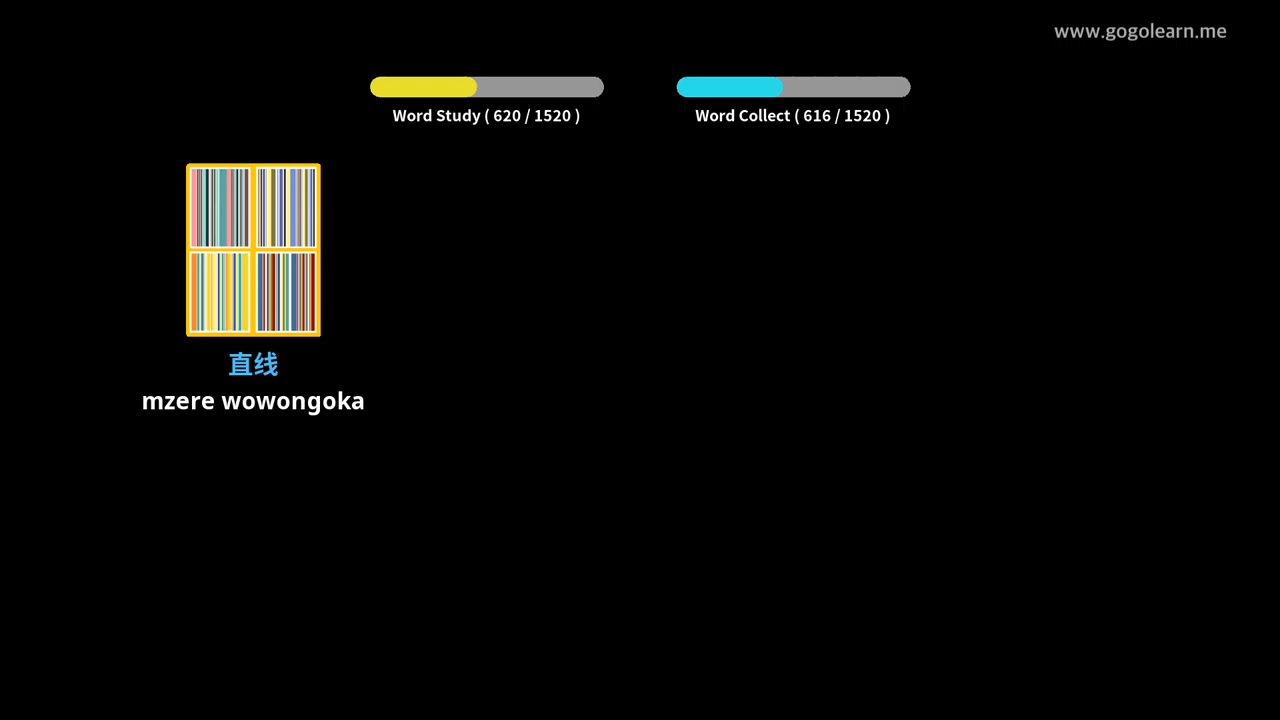 www.gogolearn.me
Word Study ( 620 / 1520 )
Word Collect ( 616 / 1520 )
直线
mzere wowongoka